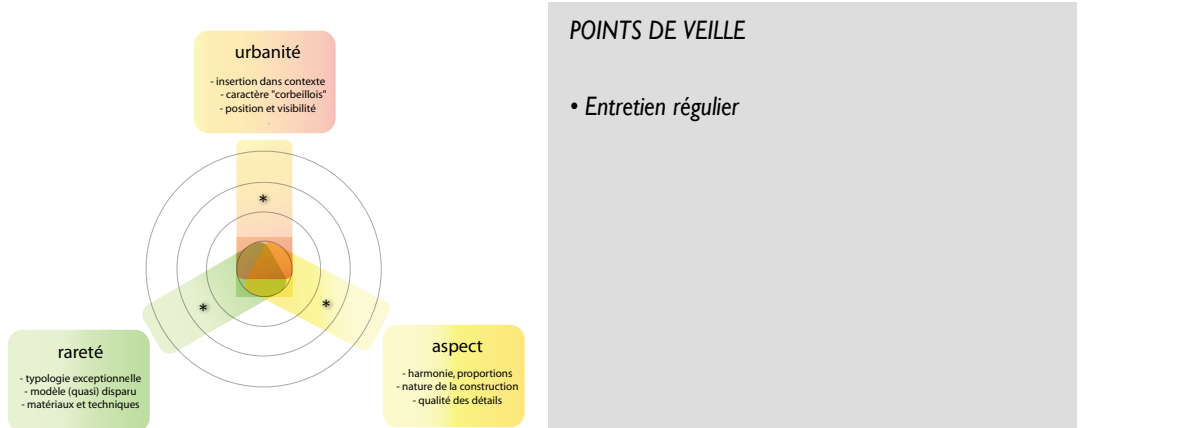 urbanité
- insertion dans contexte
- caractère "corbeillois"
- position et visibilité
*
*
*
rareté
- typologie exceptionnelle
- modèle (quasi) disparu
- matériaux et techniques
aspect
- harmonie, proportions
- nature de la construction
- qualité des détails
POINTS DE VEILLE
• Entretien régulier